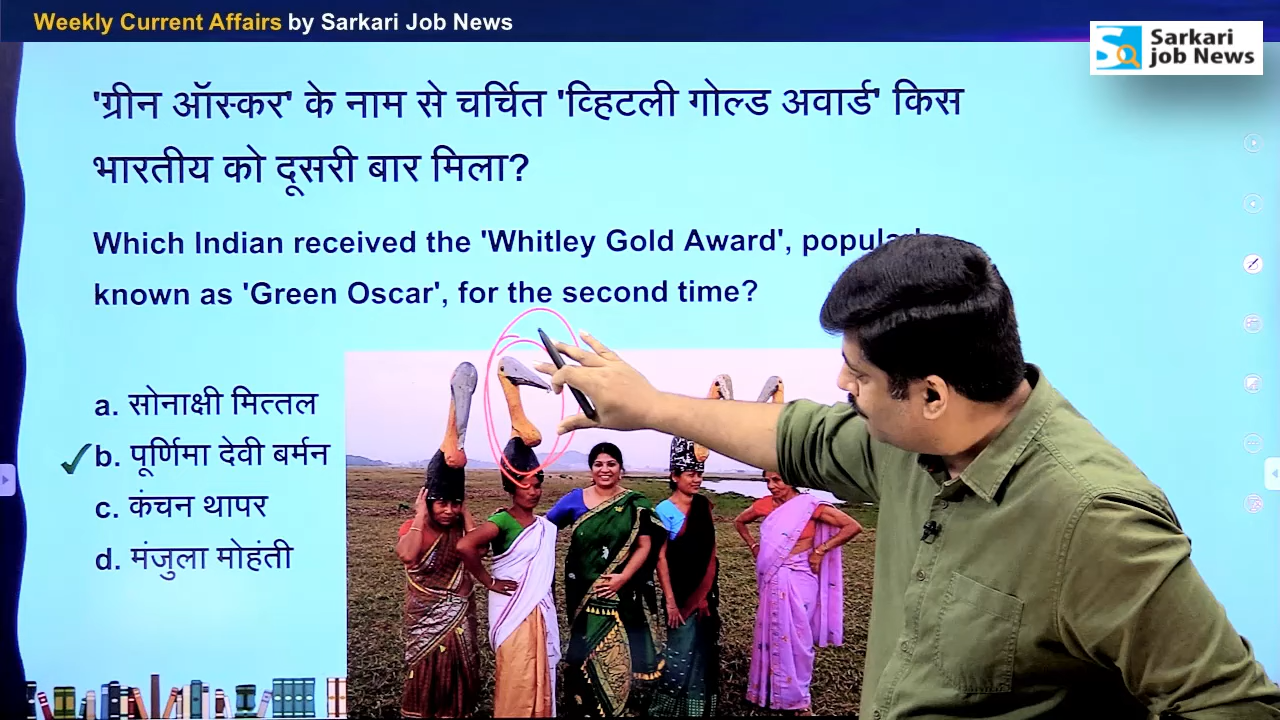 Weekly Current Affairs by Sarkari Job News
Sarkari
Job News
'ग्रीन ऑस्कर' के नाम से चर्चित 'व्हिटली गोल्ड अवार्ड' किस
भारतीय को दूसरी बार मिला?
Which Indian received the 'Whitley Gold Award',
known as 'Green Oscar', for the second time?
a. सोनाक्षी मित्तल
b. पूर्णिमा देवी बर्मन
c. कंचन थापर
d. मंजुला मोहंती